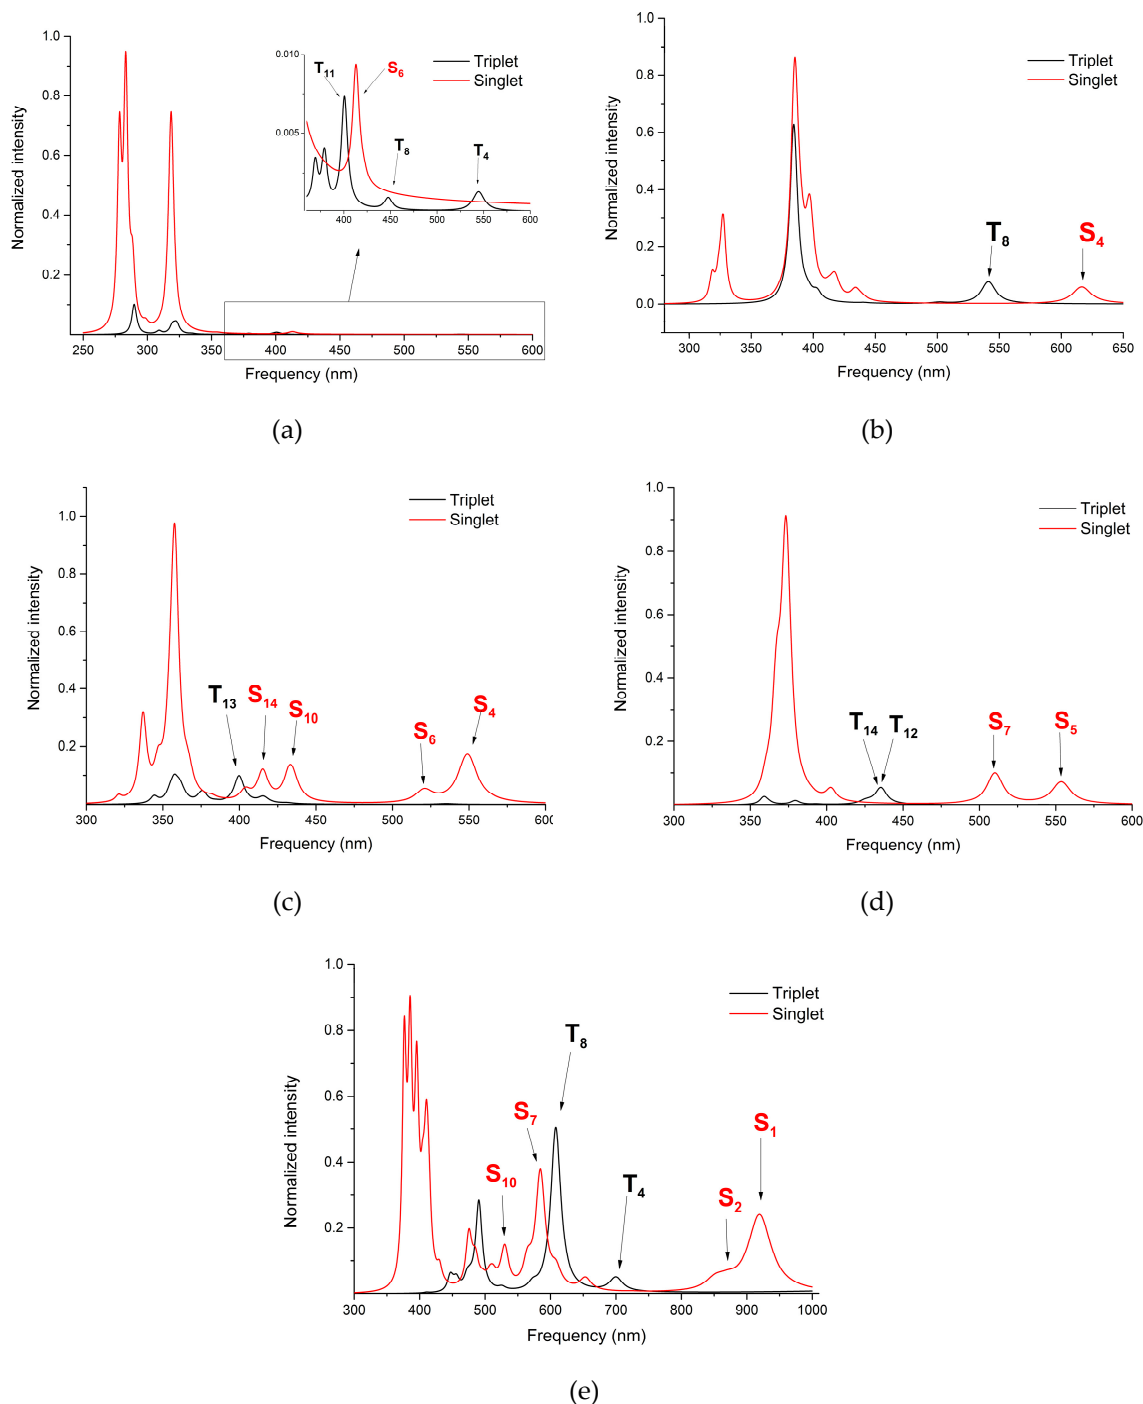 Normalized intensity
1.0
0.8
0.6
0.4
0.2
250 300 350 400 450 500 550 600
Frequency (nm)
0.010
0.005
400 450 500 550 600
T11
S6
T8
T4
Triplet
Singlet
(a)
Normalized intensity
1.0
0.8
0.6
0.4
0.2
0.0
300 350 400 450 500 550 600 650
Frequency (nm)
Triplet
Singlet
T8
S4
(b)
Normalized intensity
1.0
0.8
0.6
0.4
0.2
300 350 400 450 500 550 600
Frequency (nm)
Triplet
Singlet
T13
S14
S10
S6
S4
(c)
Normalized intensity
1.0
0.8
0.6
0.4
0.2
300 350 400 450 500 550 600
Frequency (nm)
Triplet
Singlet
T14
T12
S7
S5
(d)
Normalized intensity
1.0
0.8
0.6
0.4
0.2
300 400 500 600 700 800 900 1000
Frequency (nm)
Triplet
Singlet
T8
S7
S10
T4
S2
S1
(e)